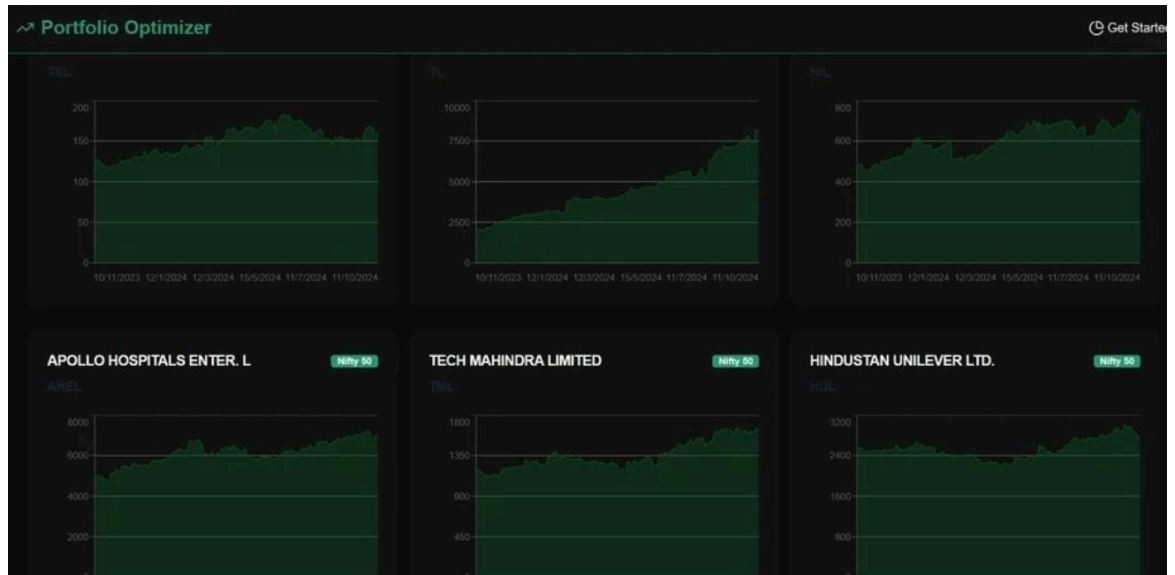 Portfolio Optimizer
Get Starte
TSL
TL
HIL
200
150
100
50
0
10/11/2023 12/1/2024 12/3/2024 15/5/2024 11/7/2024 11/10/2024
10000
7500
5000
2500
0
10/11/2023 12/1/2024 12/3/2024 15/5/2024 11/7/2024 11/10/2024
800
600
400
200
0
10/11/2023 12/1/2024 12/3/2024 15/5/2024 11/7/2024 11/10/2024
APOLLO HOSPITALS ENTER. L
Nifty 50
AHEL
8000
6000
4000
2000
TECH MAHINDRA LIMITED
Nifty 50
TML
1800
1350
900
450
HINDUSTAN UNILEVER LTD.
Nifty 50
HUL
3200
2400
1600
800